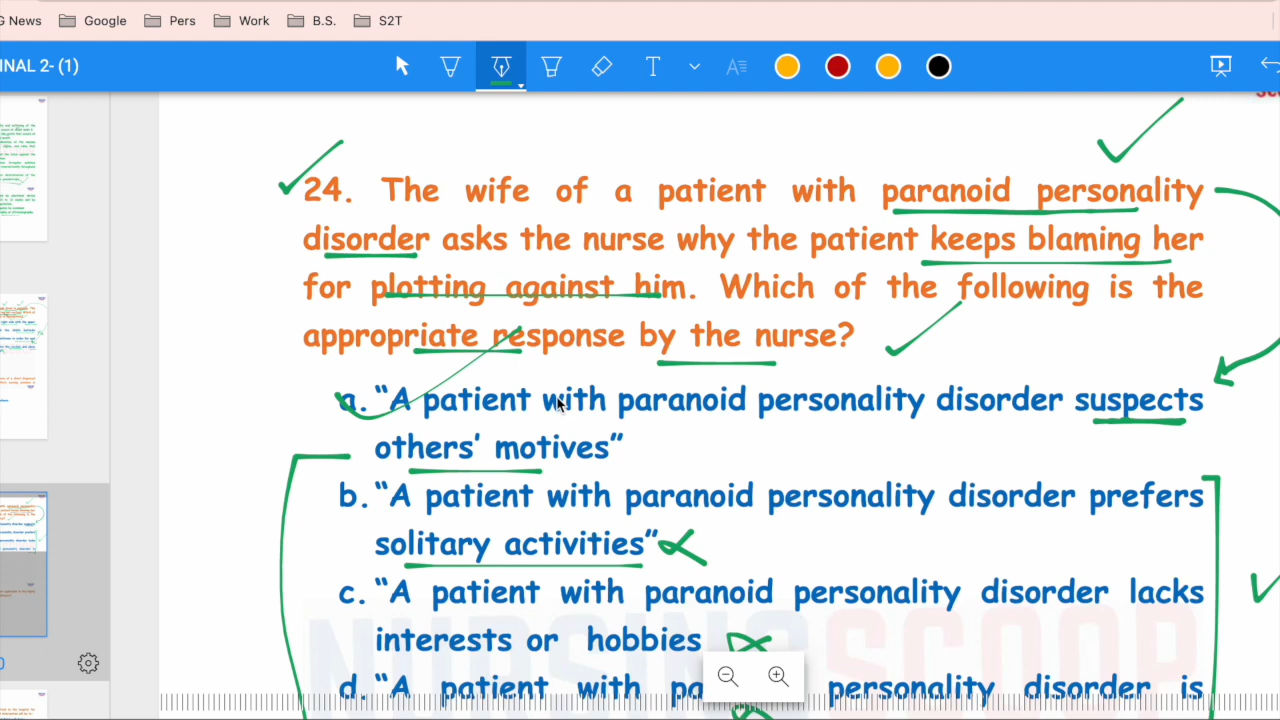 G News Google Pers Work B.S. S2T
INAL 2- (1)
24. The wife of a patient with paranoid personality
disorder asks the nurse why the patient keeps blaming her
for plotting against him. Which of the following is the
appropriate response by the nurse?
a. “A patient with paranoid personality disorder suspects
others’ motives”
b. “A patient with paranoid personality disorder prefers
solitary activities”
c. “A patient with paranoid personality disorder lacks
interests or hobbies
d. “A patient with pa personality disorder is
NURSING SCOOP